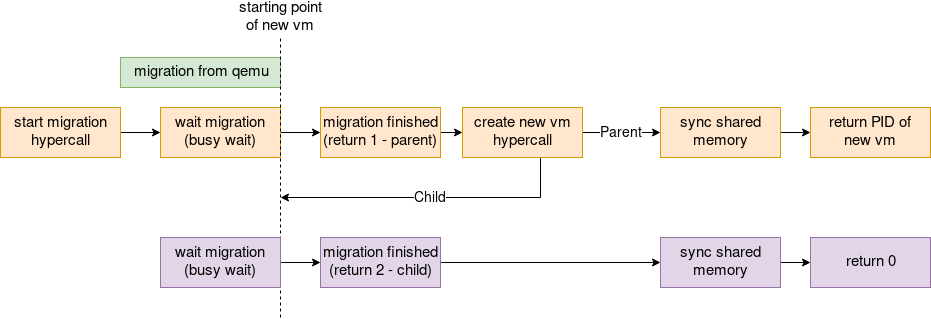 starting point
of new vm
migration from qemu
start migration
hypercall
wait migration
(busy wait)
migration finished
(return 1 - parent)
create new vm
hypercall
Parent
sync shared
memory
return PID of
new vm
Child
wait migration
(busy wait)
migration finished
(return 2 - child)
sync shared
memory
return 0